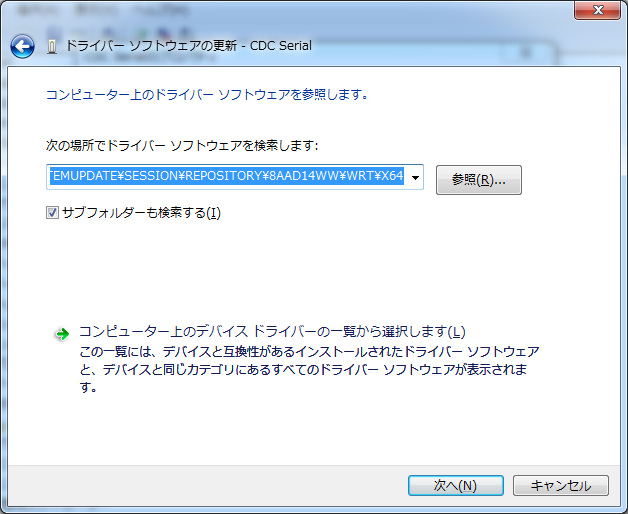 ドライバー ソフトウェアの更新 - CDC Serial
コンピューター上のドライバー ソフトウェアを参照します。
次の場所でドライバー ソフトウェアを検索します:
EMUPDATE¥SESSION¥REPOSITORY¥8AAD14WW¥WRT¥X64
参照(R)...
サブフォルダーも検索する(I)
コンピューター上のデバイス ドライバーの一覧から選択します(L)
この一覧には、デバイスと互換性があるインストールされたドライバー ソフトウェア
と、デバイスと同じカテゴリにあるすべてのドライバー ソフトウェアが表示されま
す。
次へ(N)
キャンセル